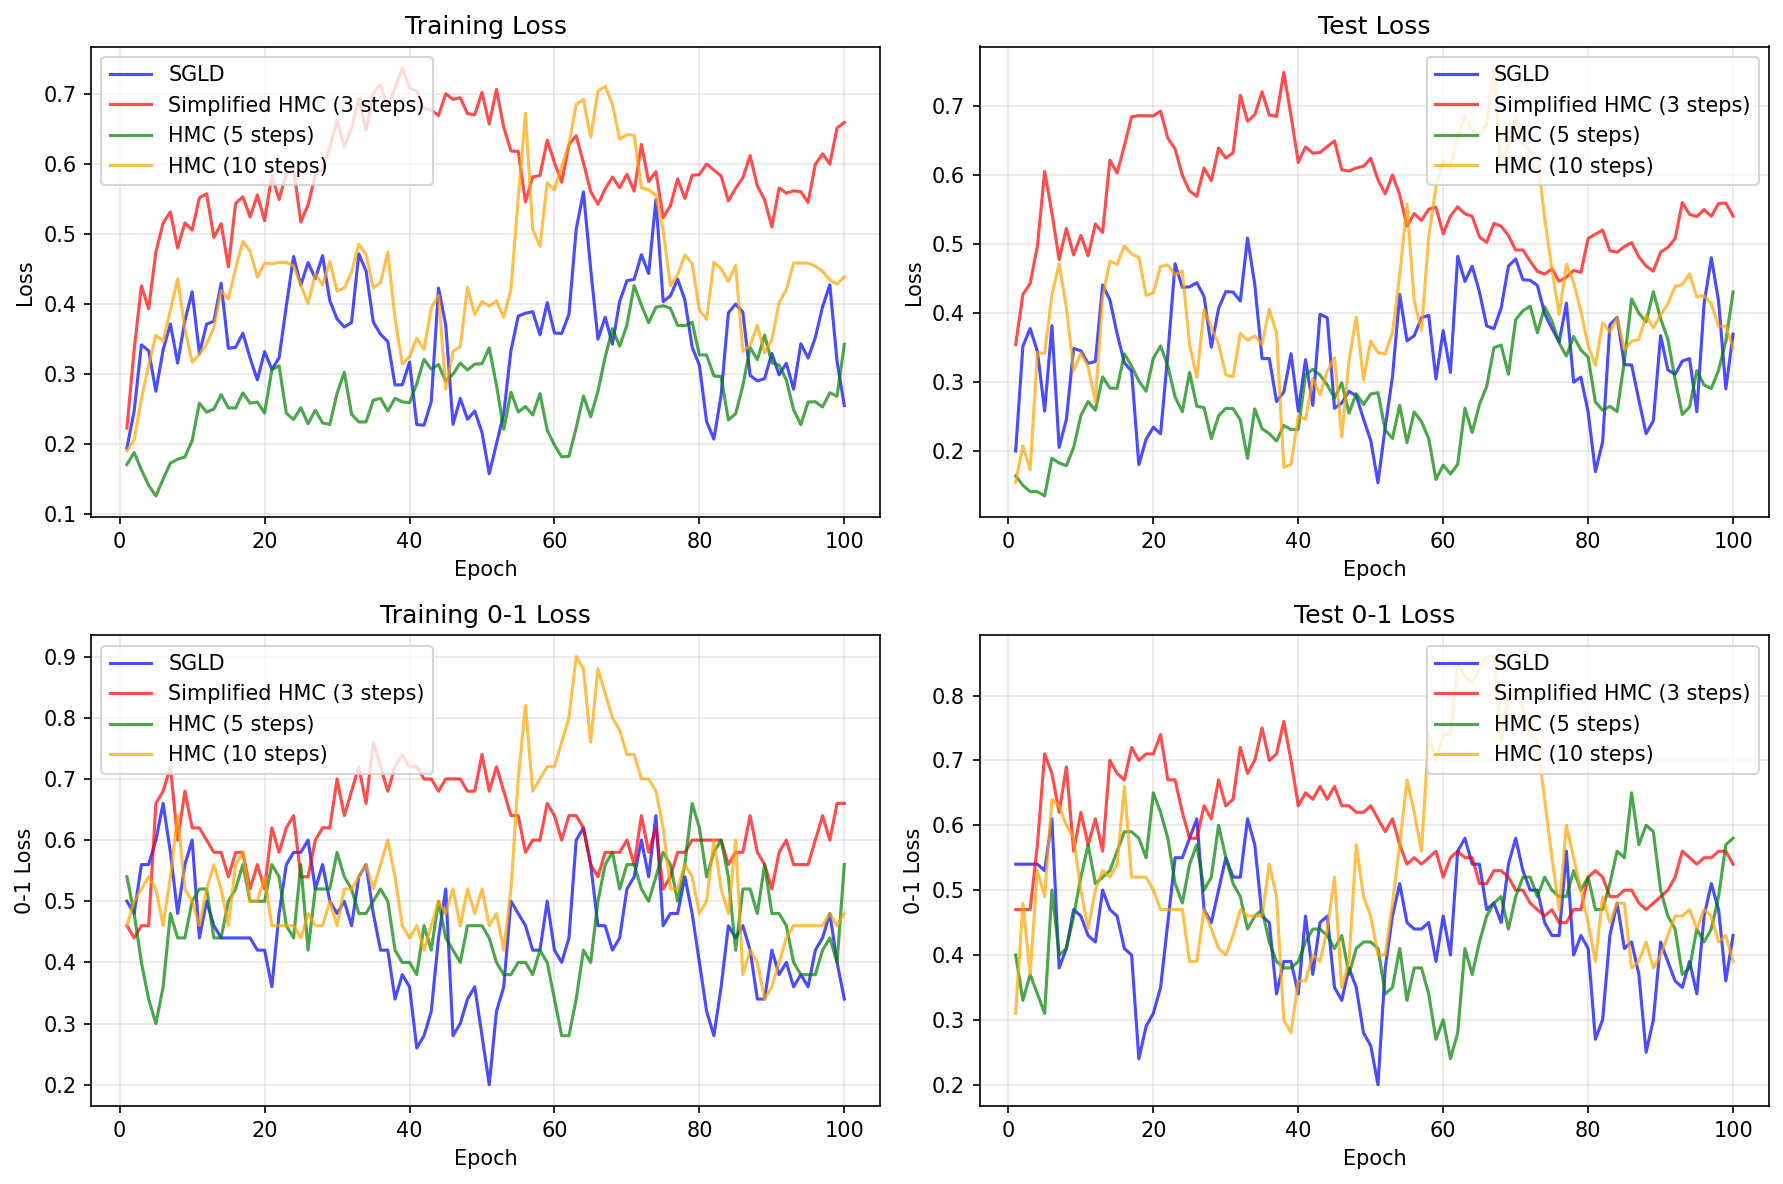 Training Loss
Loss
0.7
0.6
0.5
0.4
0.3
0.2
0.1
SGLD
Simplified HMC (3 steps)
HMC (5 steps)
HMC (10 steps)
0 20 40 60 80 100
Epoch
Test Loss
Loss
0.7
0.6
0.5
0.4
0.3
0.2
SGLD
Simplified HMC (3 steps)
HMC (5 steps)
HMC (10 steps)
0 20 40 60 80 100
Epoch
Training 0-1 Loss
0-1 Loss
0.9
0.8
0.7
0.6
0.5
0.4
0.3
0.2
SGLD
Simplified HMC (3 steps)
HMC (5 steps)
HMC (10 steps)
0 20 40 60 80 100
Epoch
Test 0-1 Loss
0-1 Loss
0.8
0.7
0.6
0.5
0.4
0.3
0.2
SGLD
Simplified HMC (3 steps)
HMC (5 steps)
HMC (10 steps)
0 20 40 60 80 100
Epoch